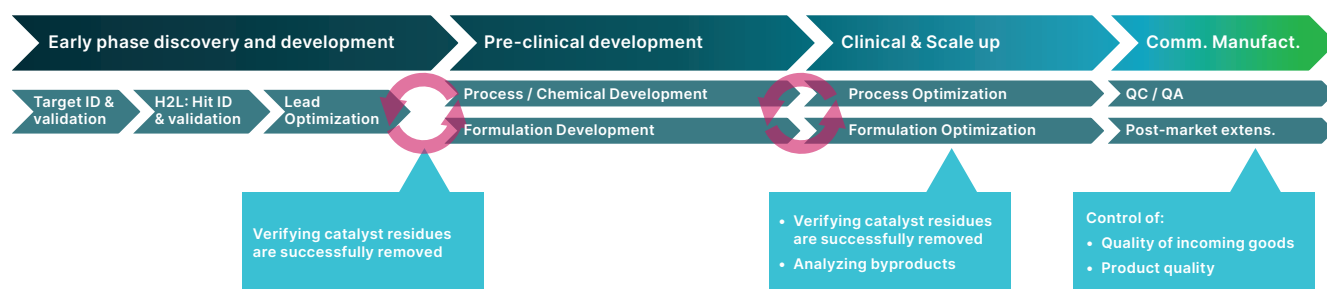 Early phase discovery and development
Pre-clinical development
Clinical & Scale up
Comm. Manufact.
Target ID &
validation
H2L: Hit ID
& validation
Lead
Optimization
Process / Chemical Development
Formulation Development
Process Optimization
Formulation Optimization
QC / QA
Post-market extens.
Verifying catalyst residues
are successfully removed
• Verifying catalyst residues
are successfully removed
• Analyzing byproducts
Control of:
• Quality of incoming goods
• Product quality